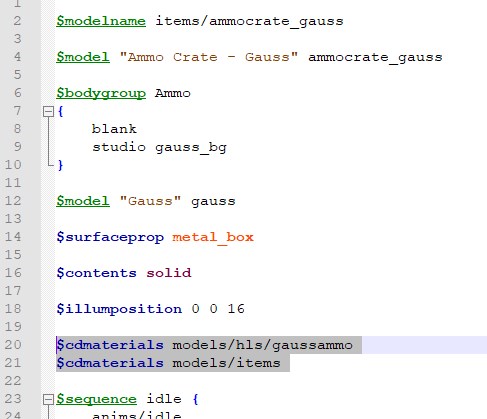 1
2 $modelname items/ammocrate_gauss
3
4 $model "Ammo Crate - Gauss" ammocrate_gauss
5
6 $bodygroup Ammo
7 {
8 blank
9 studio gauss_bg
10 }
11
12 $model "Gauss" gauss
13
14 $surfaceprop metal_box
15
16 $contents solid
17
18 $illumposition 0 0 16
19
20 $cdmaterials models/hls/gaussammo
21 $cdmaterials models/items
22
23 $sequence idle {
24 anims/idle